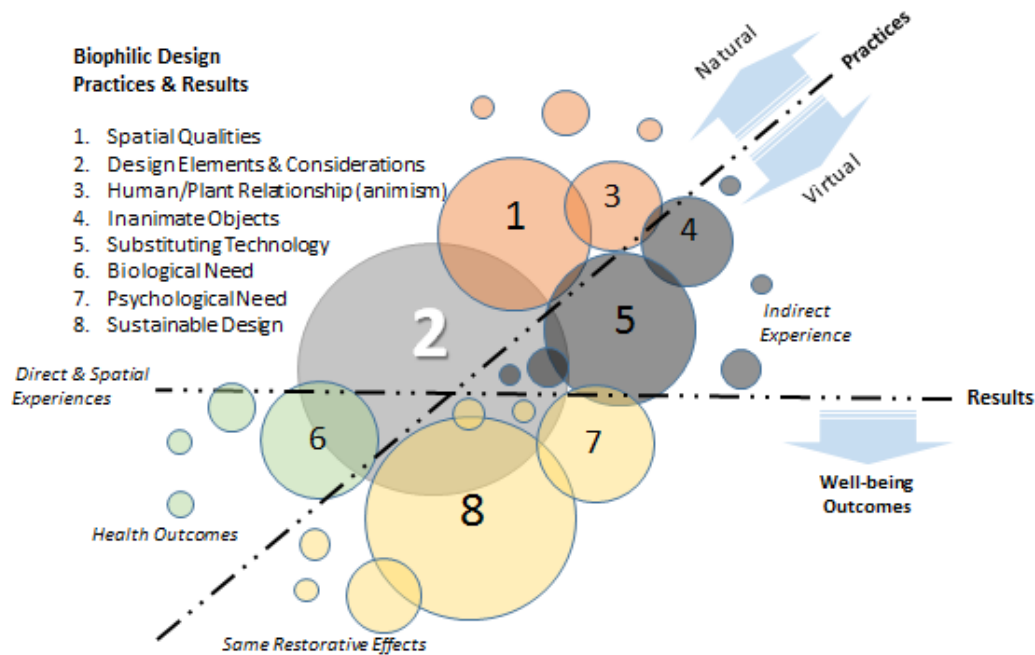 Biophilic Design
Practices & Results
1. Spatial Qualities
2. Design Elements & Considerations
3. Human/Plant Relationship (animism)
4. Inanimate Objects
5. Substituting Technology
6. Biological Need
7. Psychological Need
8. Sustainable Design
Natural
Practices
Virtual
1
3
4
2
5
Indirect
Experience
Direct & Spatial
Experiences
Results
6
7
8
Well-being
Outcomes
Health Outcomes
Same Restorative Effects